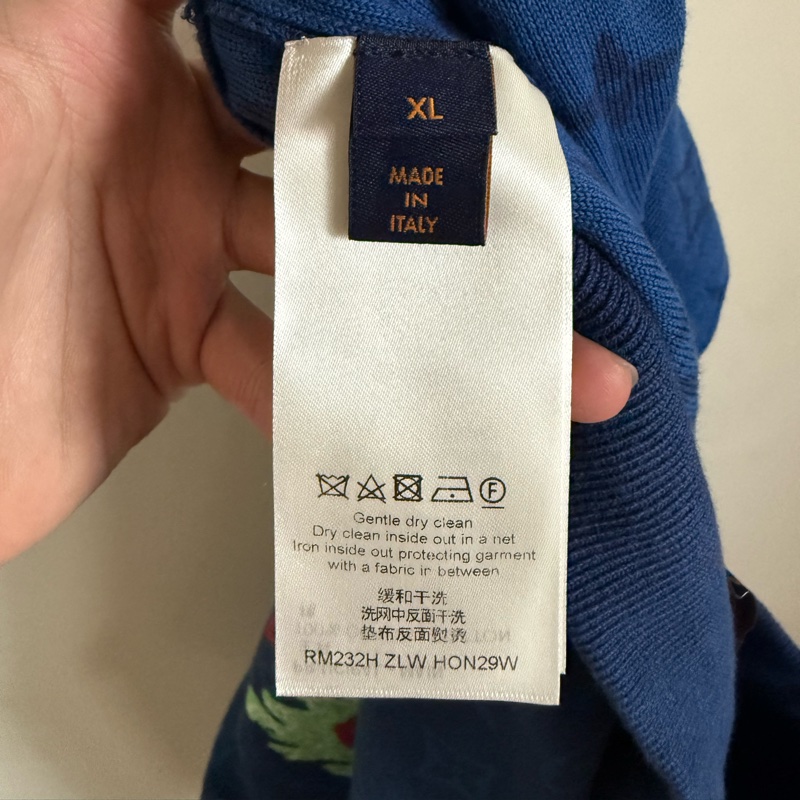 XL
MADE
IN
ITALY
F
Gentle dry clean
Dry clean inside out in a net
Iron inside out protecting garment
with a fabric in between
缓和干洗
洗网中反面干洗
垫布反面熨烫
RM232H ZLW HON29W